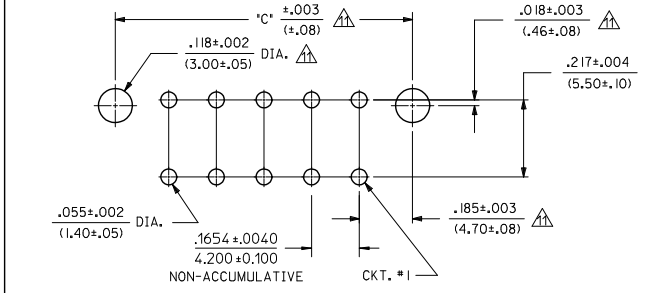 "C" ±.003
(±.08) 11
.018±.003
(.46±.08) 11
.118±.002
(3.00±.05) DIA. 11
.217±.004
(5.50±.10)
.055±.002
(1.40±.05) DIA.
.1654±.0040
4.200±0.100
NON-ACCUMULATIVE
CKT. #1
.185±.003
(4.70±.08) 11